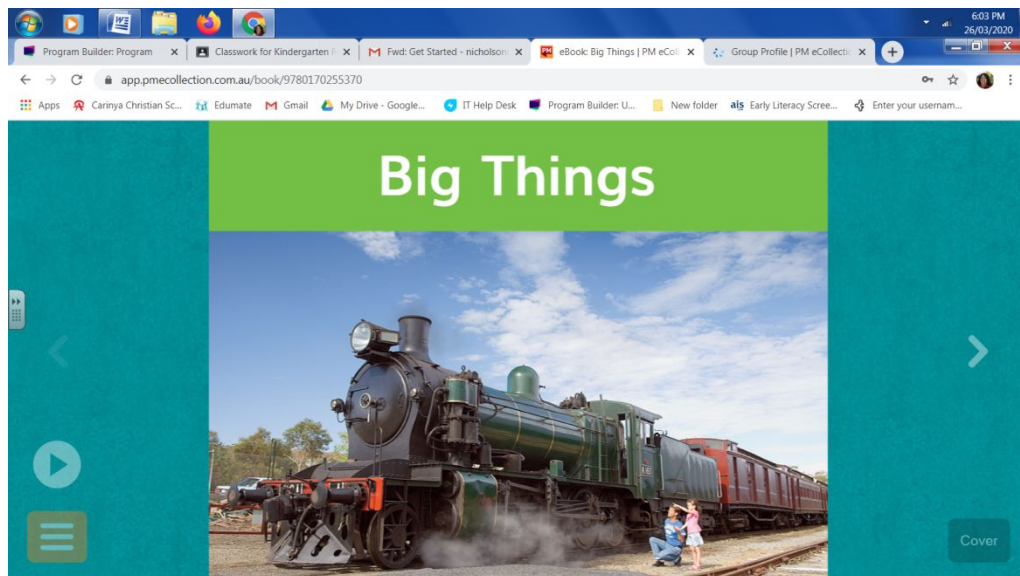 6:03 PM
26/03/2020
Program Builder: Program
Classwork for Kindergarten
Fwd: Get Started - nicholson
eBook: Big Things | PM eCol
Group Profile | PM eCollectio
app.pmecollection.com.au/book/9780170255370
Apps
Carinya Christian Sc...
Edumate
Gmail
My Drive - Google...
IT Help Desk
Program Builder: U...
New folder
als Early Literacy Scree...
Enter your usernam...
Big Things
Cover